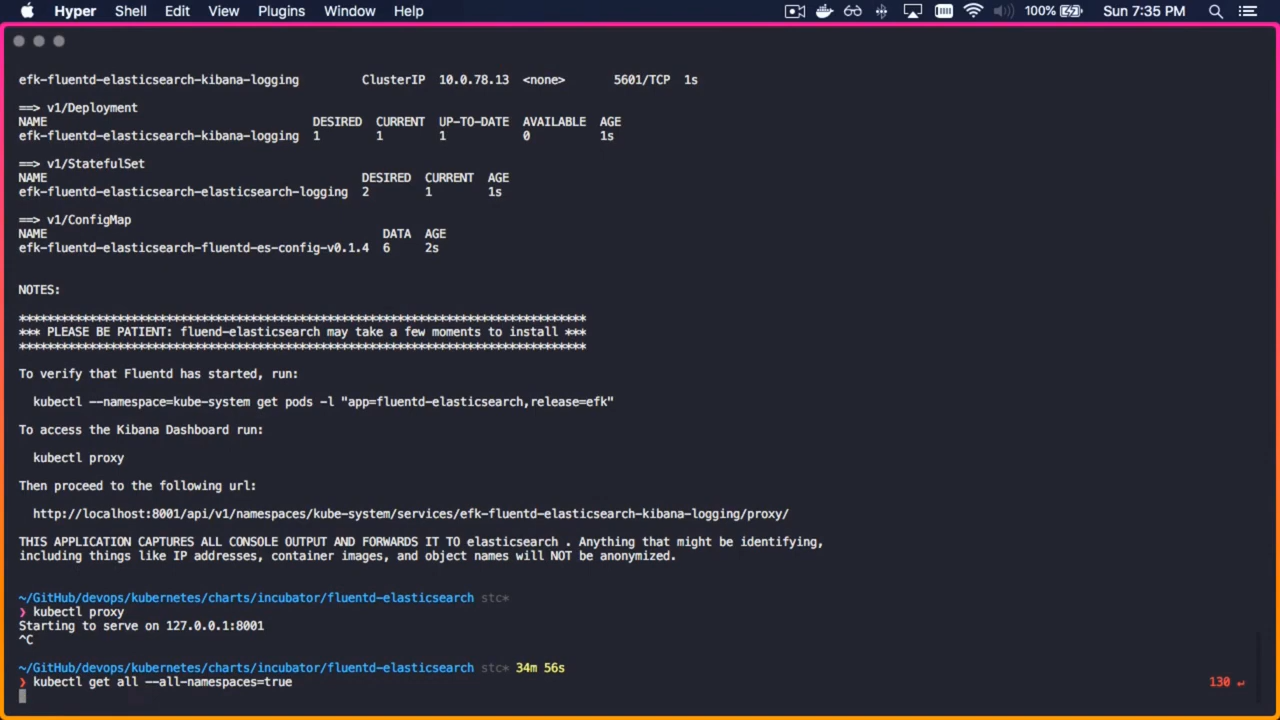 Hyper Shell Edit View Plugins Window Help 100% Sun 7:35 PM
efk-fluentd-elasticsearch-kibana-logging ClusterIP 10.0.78.13 <none> 5601/TCP 1s
==> v1/Deployment
NAME DESIRED CURRENT UP-TO-DATE AVAILABLE AGE
efk-fluentd-elasticsearch-kibana-logging 1 1 1 0 1s
==> v1/StatefulSet
NAME DESIRED CURRENT AGE
efk-fluentd-elasticsearch-elasticsearch-logging 2 1 1s
==> v1/ConfigMap
NAME DATA AGE
efk-fluentd-elasticsearch-fluentd-es-config-v0.1.4 6 2s
NOTES:
*********************************************************************************
*** PLEASE BE PATIENT: fluend-elasticsearch may take a few moments to install ***
*********************************************************************************
To verify that Fluentd has started, run:
kubectl --namespace=kube-system get pods -l "app=fluentd-elasticsearch,release=efk"
To access the Kibana Dashboard run:
kubectl proxy
Then proceed to the following url:
http://localhost:8001/api/v1/namespaces/kube-system/services/efk-fluentd-elasticsearch-kibana-logging/proxy/
THIS APPLICATION CAPTURES ALL CONSOLE OUTPUT AND FORWARDS IT TO elasticsearch . Anything that might be identifying,
including things like IP addresses, container images, and object names will NOT be anonymized.
~/GitHub/devops/kubernetes/charts/incubator/fluentd-elasticsearch stc*
❯ kubectl proxy
Starting to serve on 127.0.0.1:8001
^C
~/GitHub/devops/kubernetes/charts/incubator/fluentd-elasticsearch stc* 34m 56s
❯ kubectl get all --all-namespaces=true 130 ↵